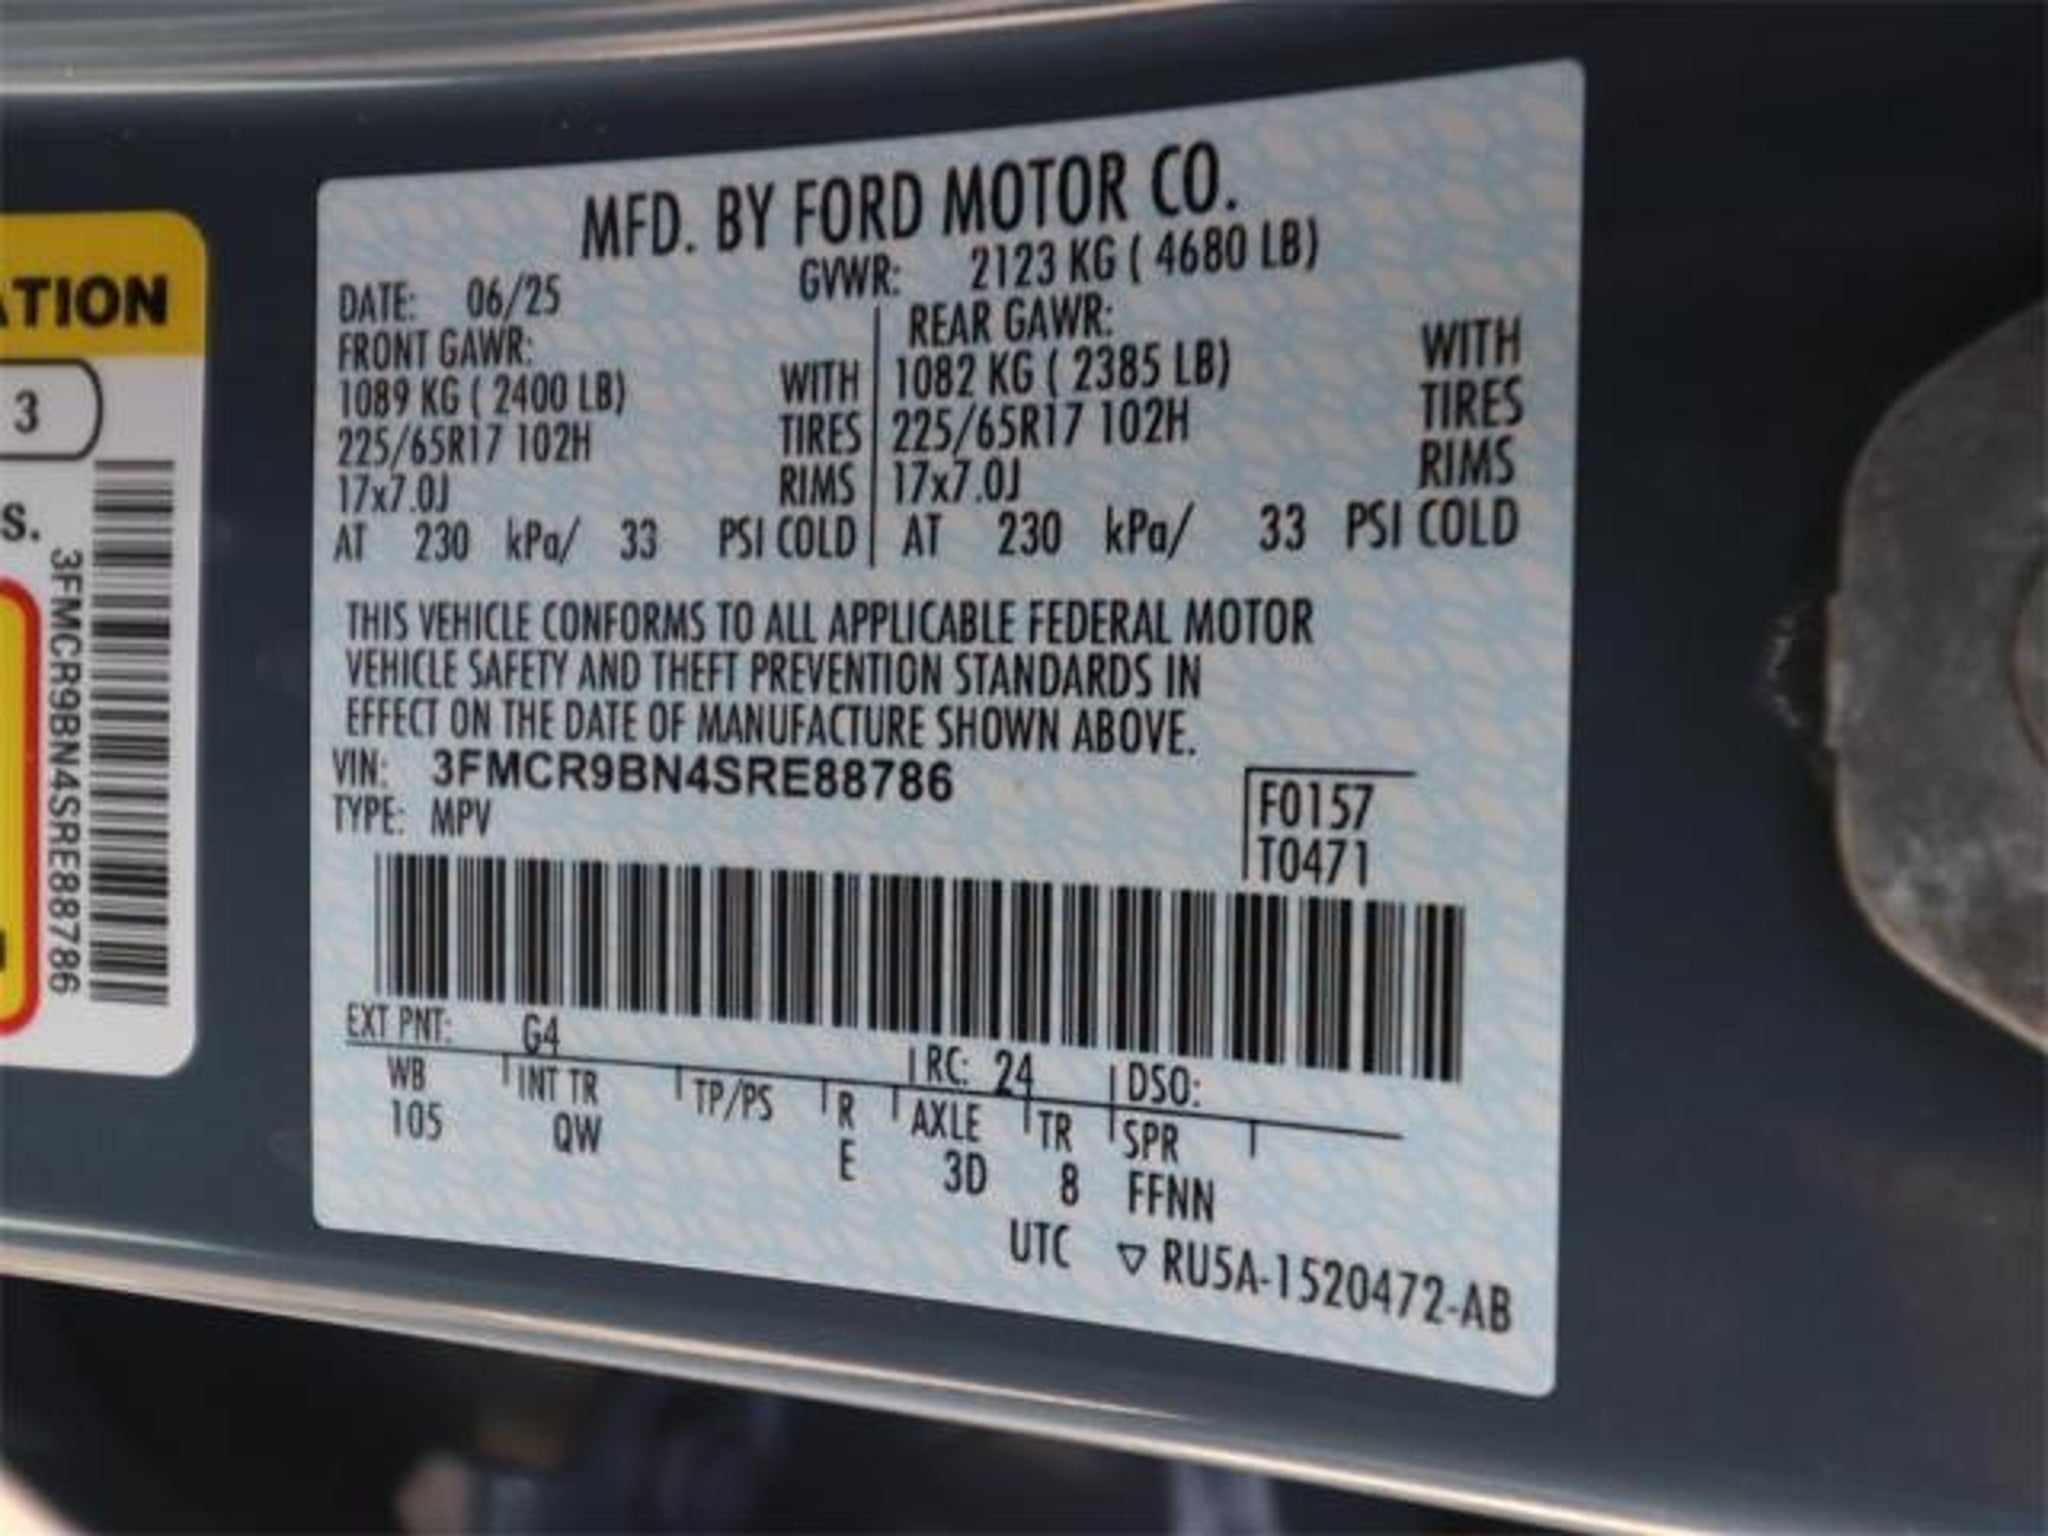 ATION
3
S.
3FMCR9BN4SRE88786
MFD. BY FORD MOTOR CO.
DATE: 06/25 GVWR: 2123 KG ( 4680 LB)
FRONT GAWR: REAR GAWR:
1089 KG ( 2400 LB) WITH 1082 KG ( 2385 LB) WITH
225/65R17 102H TIRES 225/65R17 102H TIRES
17x7.0J RIMS 17x7.0J RIMS
AT 230 kPa/ 33 PSI COLD AT 230 kPa/ 33 PSI COLD
THIS VEHICLE CONFORMS TO ALL APPLICABLE FEDERAL MOTOR
VEHICLE SAFETY AND THEFT PREVENTION STANDARDS IN
EFFECT ON THE DATE OF MANUFACTURE SHOWN ABOVE.
VIN: 3FMCR9BN4SRE88786 F0157
TYPE: MPV T0471
EXT PNT: G4 RC: 24 DSO:
WB INT TR TP/PS R AXLE TR SPR
105 QW E 3D 8 FFNN
UTC ▽ RU5A-1520472-AB